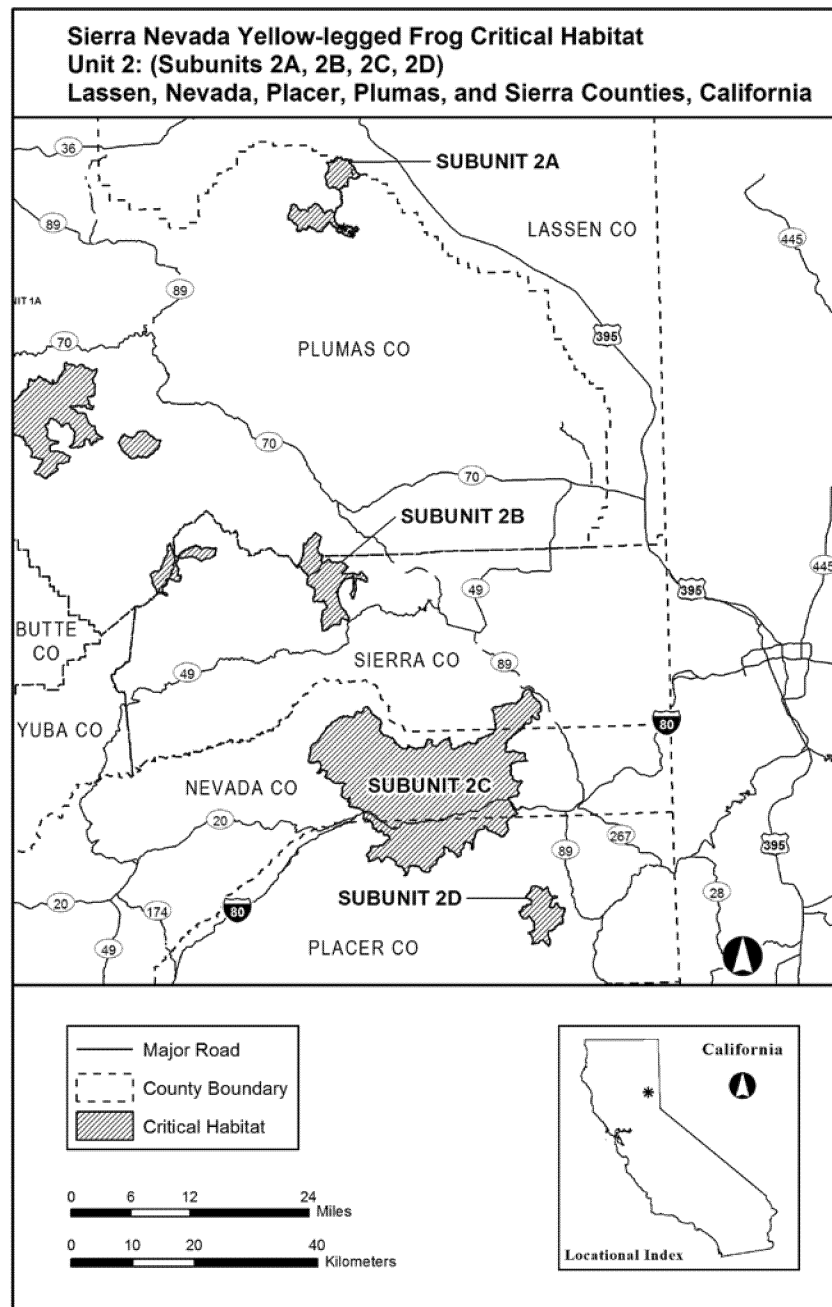 Sierra Nevada Yellow-legged Frog Critical Habitat
Unit 2: (Subunits 2A, 2B, 2C, 2D)
Lassen, Nevada, Placer, Plumas, and Sierra Counties, California
36
SUBUNIT 2A
89
LASSEN CO
445
89
NIT 1A
395
70
PLUMAS CO
70
70
SUBUNIT 2B
445
49
395
BUTTE
CO
SIERRA CO
89
49
YUBA CO
80
NEVADA CO
SUBUNIT 2C
20
267
89
395
SUBUNIT 2D
28
20
174
80
49
PLACER CO
Major Road
County Boundary
Critical Habitat
California
0 6 12 24
Miles
0 10 20 40
Kilometers
Locational Index